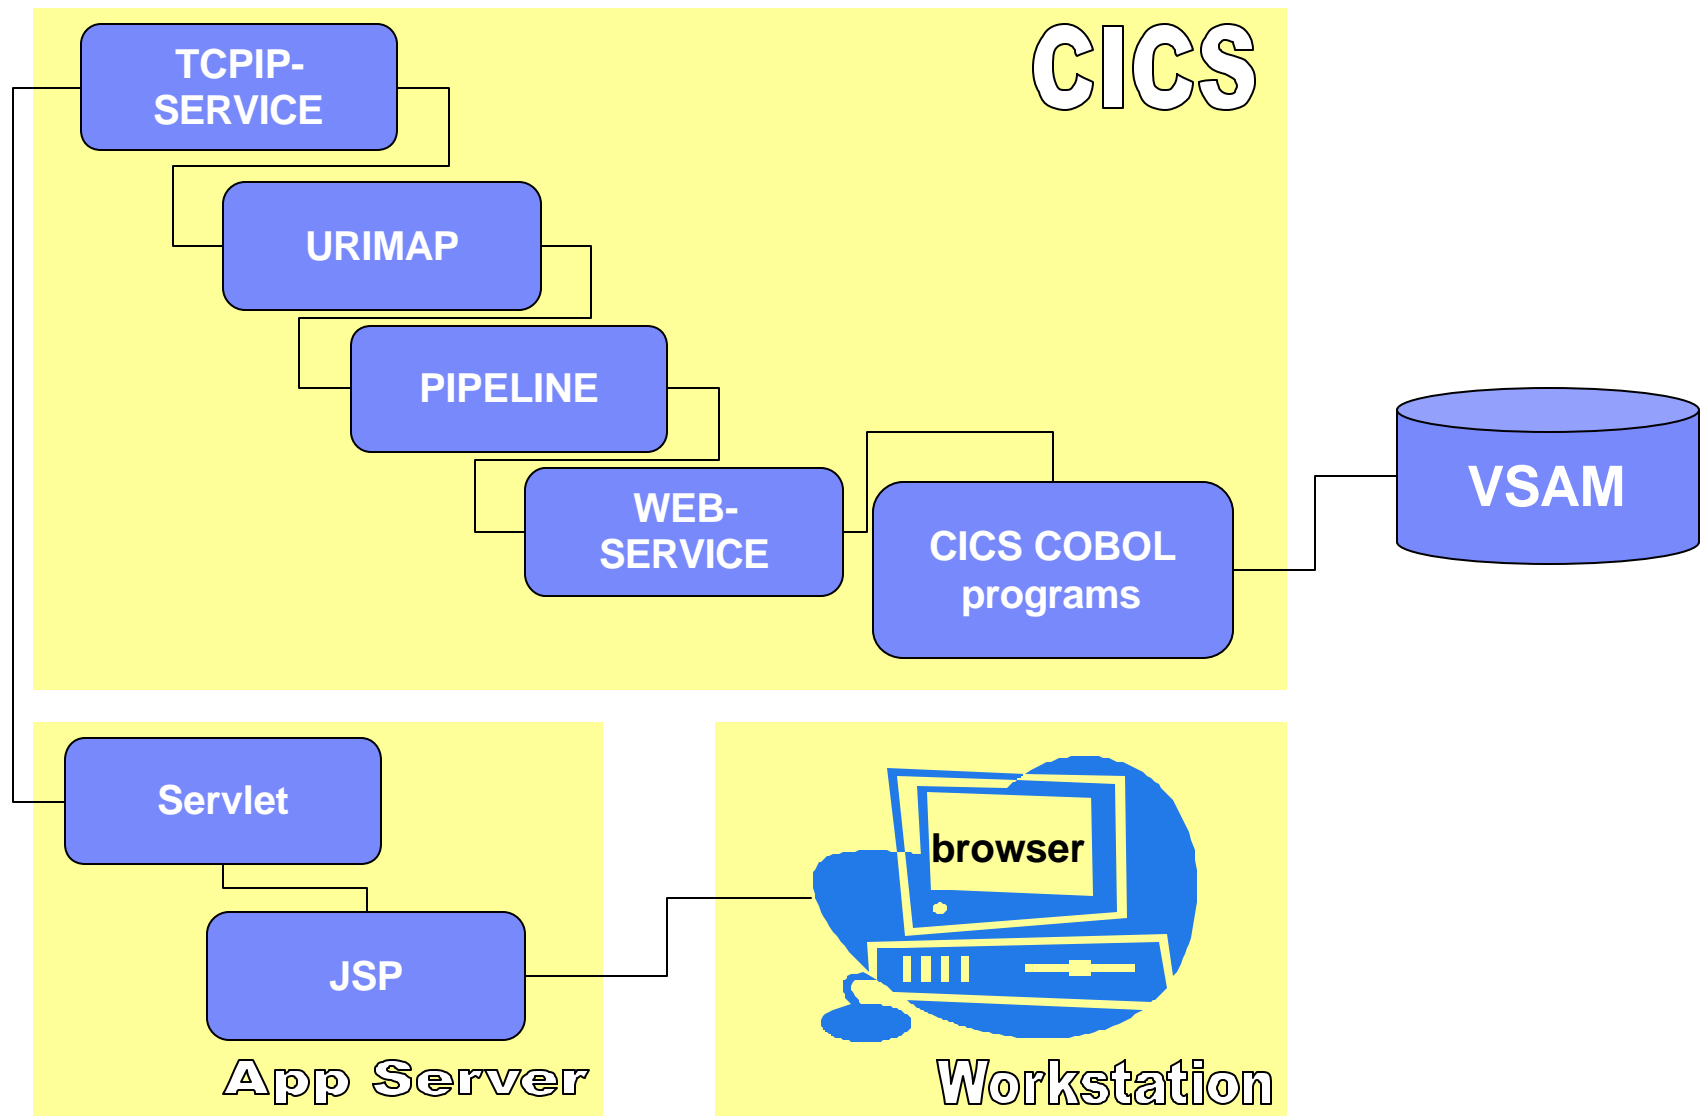 CICS
TCPIP-
SERVICE
URIMAP
PIPELINE
WEB-
SERVICE
CICS COBOL
programs
VSAM
Servlet
JSP
App Server
browser
Workstation